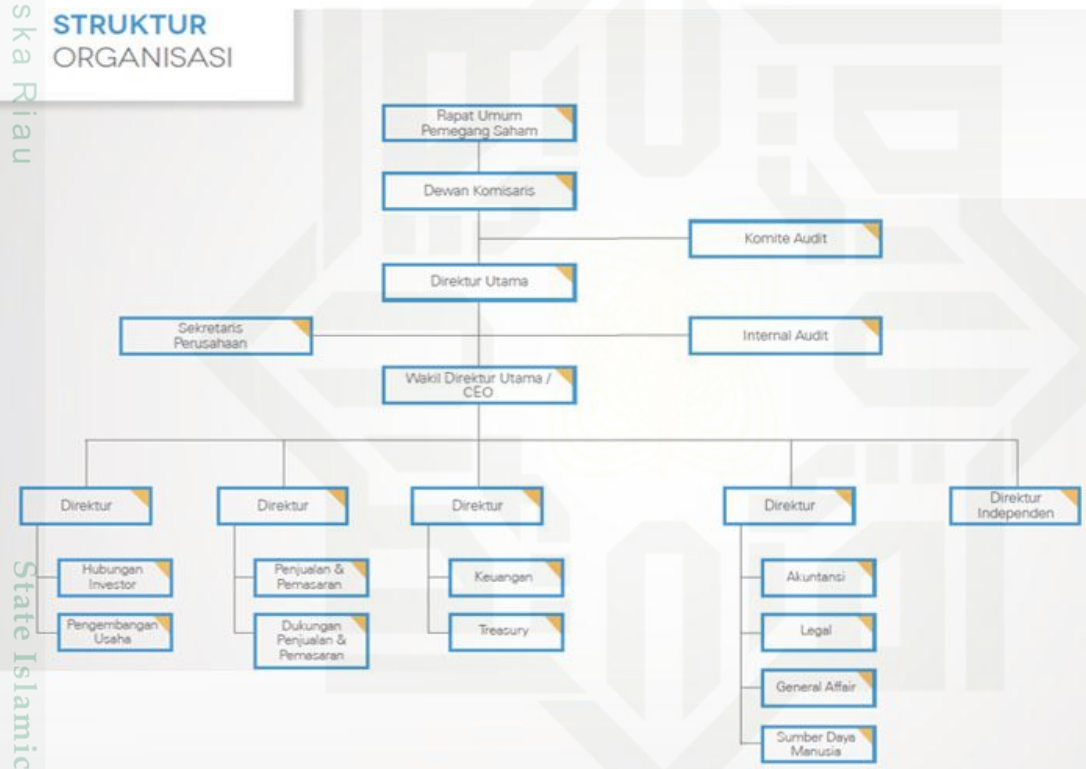 ska Riau
STRUKTUR
ORGANISASI
Rapat Umum
Pemegang Saham
Dewan Komisaris
Komite Audit
Direktur Utama
Sekretaris
Perusahaan
Internal Audit
Wakil Direktur Utama /
CEO
Direktur
Direktur
Direktur
Direktur
Direktur
Independen
Hubungan
Investor
Penjualan &
Pemasaran
Keuangan
Akuntansi
Pengembangan
Usaha
Dukungan
Penjualan &
Pemasaran
Treasury
Legal
General Affair
Sumber Daya
Manusia
State Islamic